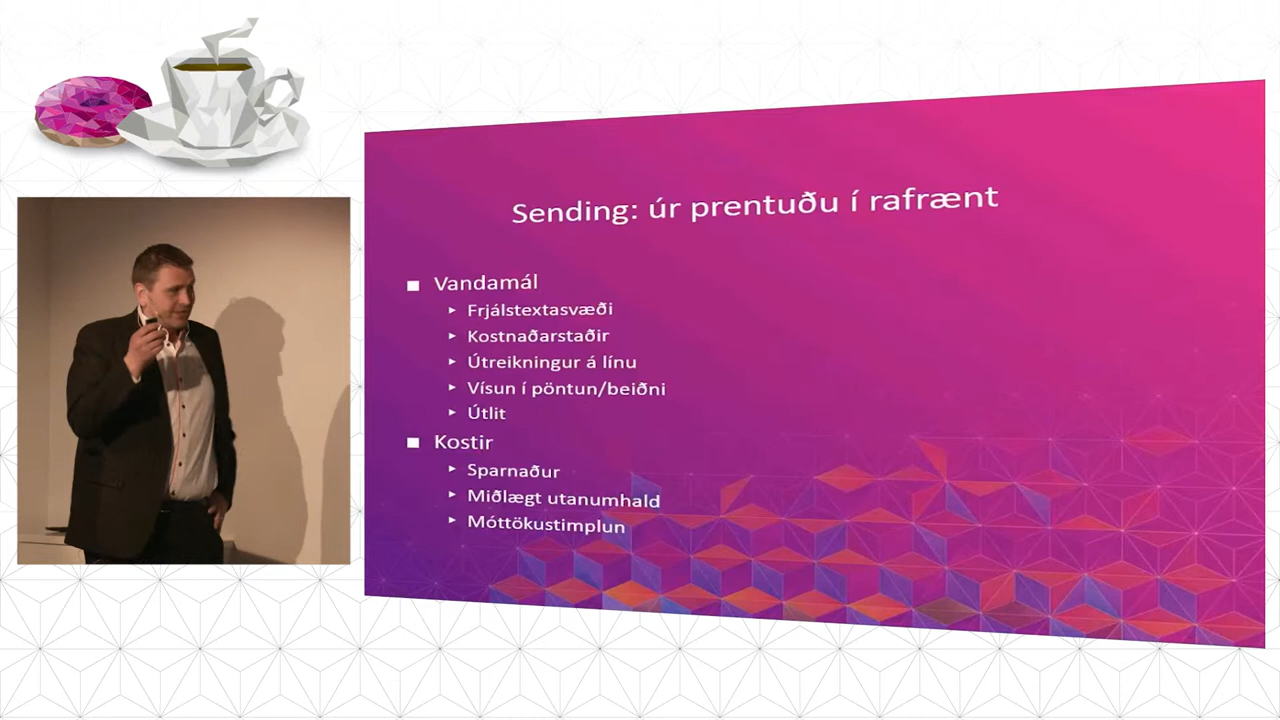 Sending: úr prentuðu í rafrænt
Vandamál
Frjálstextasvæði
Kostnaðarstaðir
Útreikningur á línu
Vísun í pöntun/beiðni
Útlit
Kostir
Sparnaður
Miðlægt utanumhald
Móttökustimplun